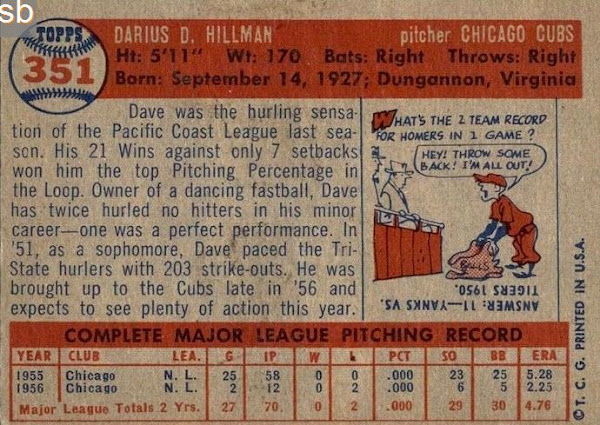 sb
TOPPS
351
DARIUS D. HILLMAN pitcher CHICAGO CUBS
Ht: 5'11" Wt: 170 Bats: Right Throws: Right
Born: September 14, 1927; Dungannon, Virginia
Dave was the hurling sensa-
tion of the Pacific Coast League last sea-
son. His 21 Wins against only 7 setbacks
won him the top Pitching Percentage in
the Loop. Owner of a dancing fastball, Dave
has twice hurled no hitters in his minor
career—one was a perfect performance. In
'51, as a sophomore, Dave paced the Tri-
State hurlers with 203 strike-outs. He was
brought up to the Cubs late in '56 and
expects to see plenty of action this year.
WHAT'S THE 2 TEAM RECORD
FOR HOMERS IN 1 GAME?
HEY! THROW SOME
BACK! I'M ALL OUT!
ANSWER: 11—YANKS VS.
TIGERS 1950.
COMPLETE MAJOR LEAGUE PITCHING RECORD
YEAR CLUB LEA. G IP W L PCT SO BB ERA
1955 Chicago N. L. 25 58 0 0 .000 23 25 5.28
1956 Chicago N. L. 2 12 0 2 .000 6 5 2.25
Major League Totals 2 Yrs. 27 70 0 2 .000 29 30 4.76
© T. C. G. PRINTED IN U.S.A.